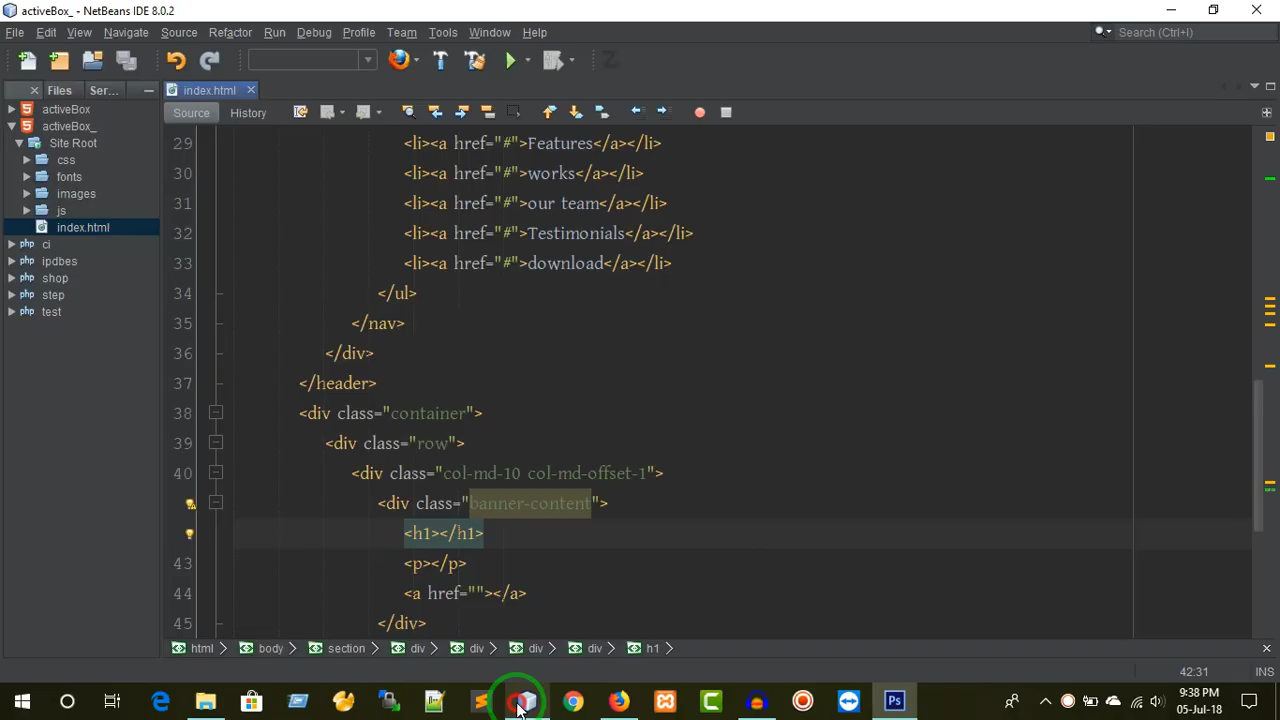 activeBox_ - NetBeans IDE 8.0.2
File Edit View Navigate Source Refactor Run Debug Profile Team Tools Window Help
Search (Ctrl+I)
Files Ser...
index.html
Source History
activeBox
activeBox_
Site Root
css
fonts
images
js
index.html
ci
ipdbes
shop
step
test
29 <li><a href="#">Features</a></li>
30 <li><a href="#">works</a></li>
31 <li><a href="#">our team</a></li>
32 <li><a href="#">Testimonials</a></li>
33 <li><a href="#">download</a></li>
34 </ul>
35 </nav>
36 </div>
37 </header>
38 <div class="container">
39 <div class="row">
40 <div class="col-md-10 col-md-offset-1">
<div class="banner-content">
<h1></h1>
43 <p></p>
44 <a href=""></a>
45 </div>
html body section div div div div h1
42:31 INS
Ps
9:38 PM
05-Jul-18